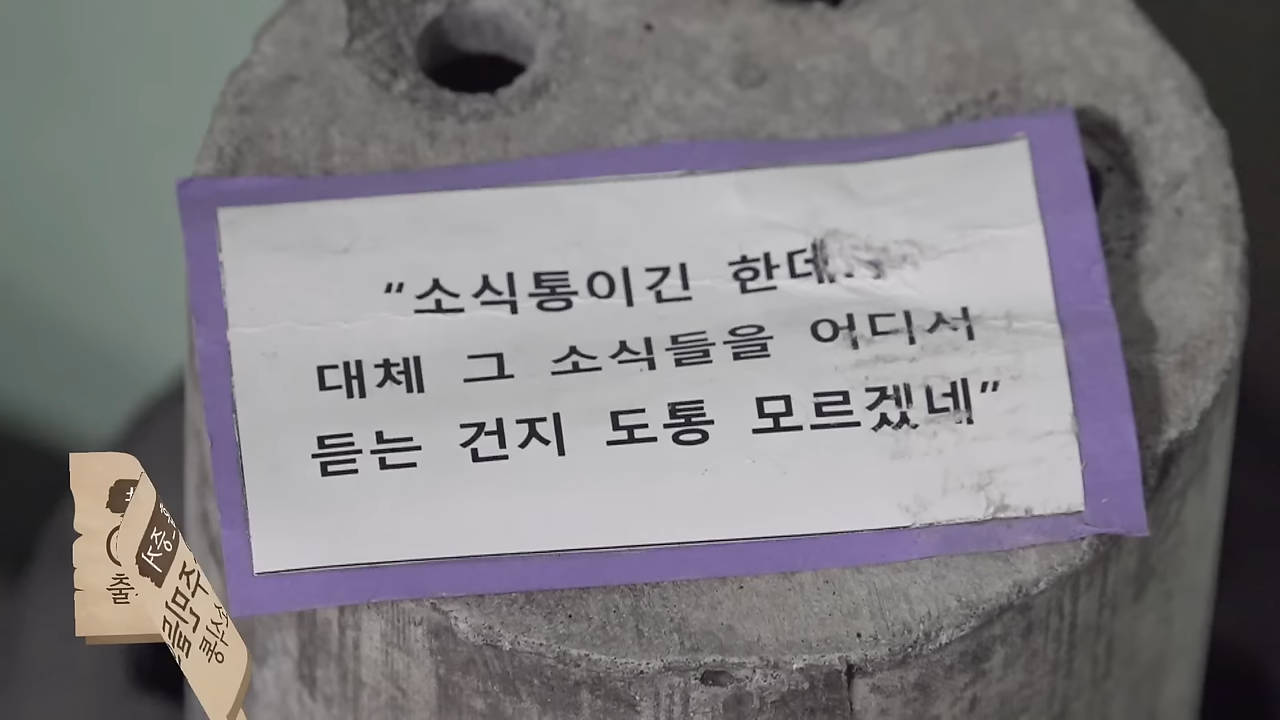 “소식통이긴 한데...
대체 그 소식들을 어디서
듣는 건지 도통 모르겠네”
출